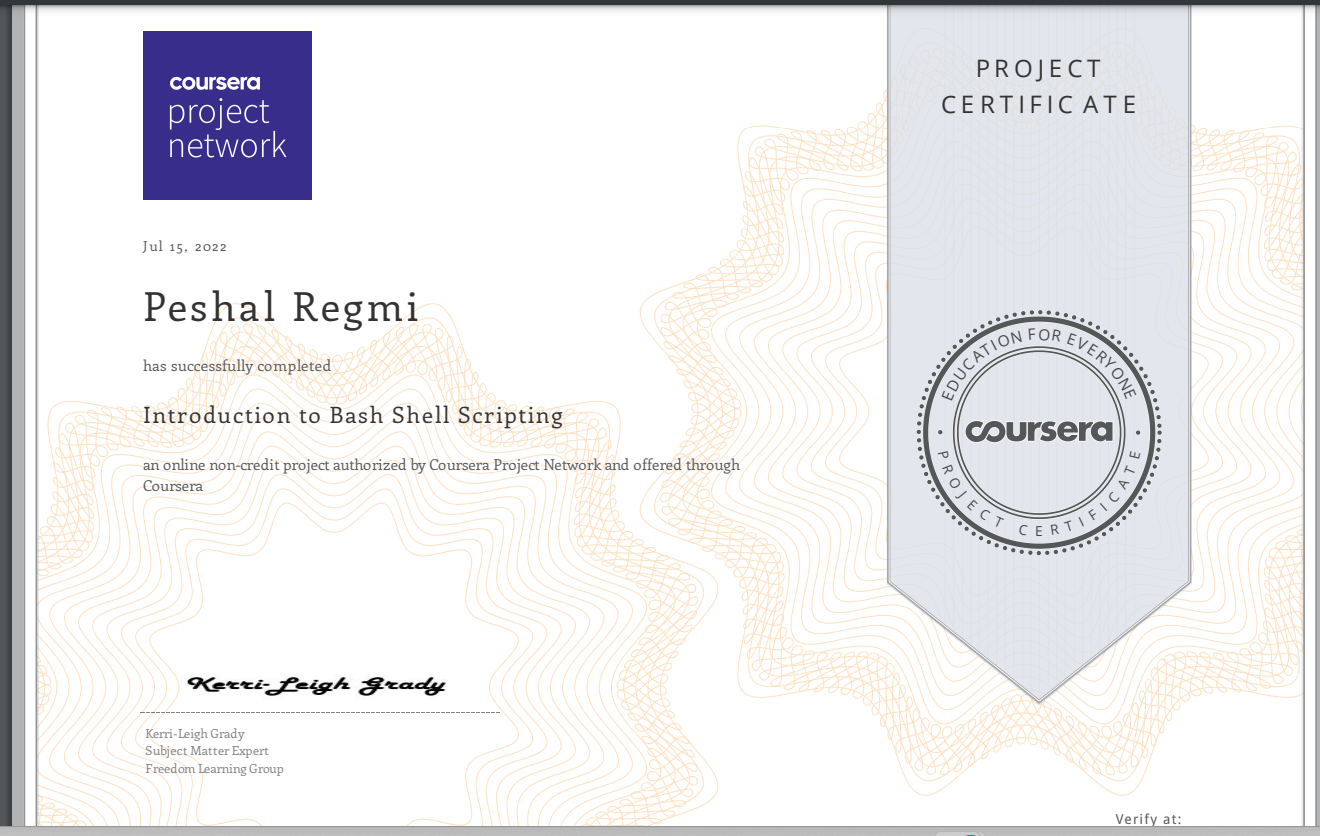 coursera
project
network
PROJECT
CERTIFICATE
Jul 15, 2022
Peshal Regmi
has successfully completed
Introduction to Bash Shell Scripting
an online non-credit project authorized by Coursera Project Network and offered through
Coursera
EDUCATION FOR EVERYONE
coursera
PROJECT CERTIFICATE
Kerri-Leigh Grady
Kerri-Leigh Grady
Subject Matter Expert
Freedom Learning Group
Verify at: